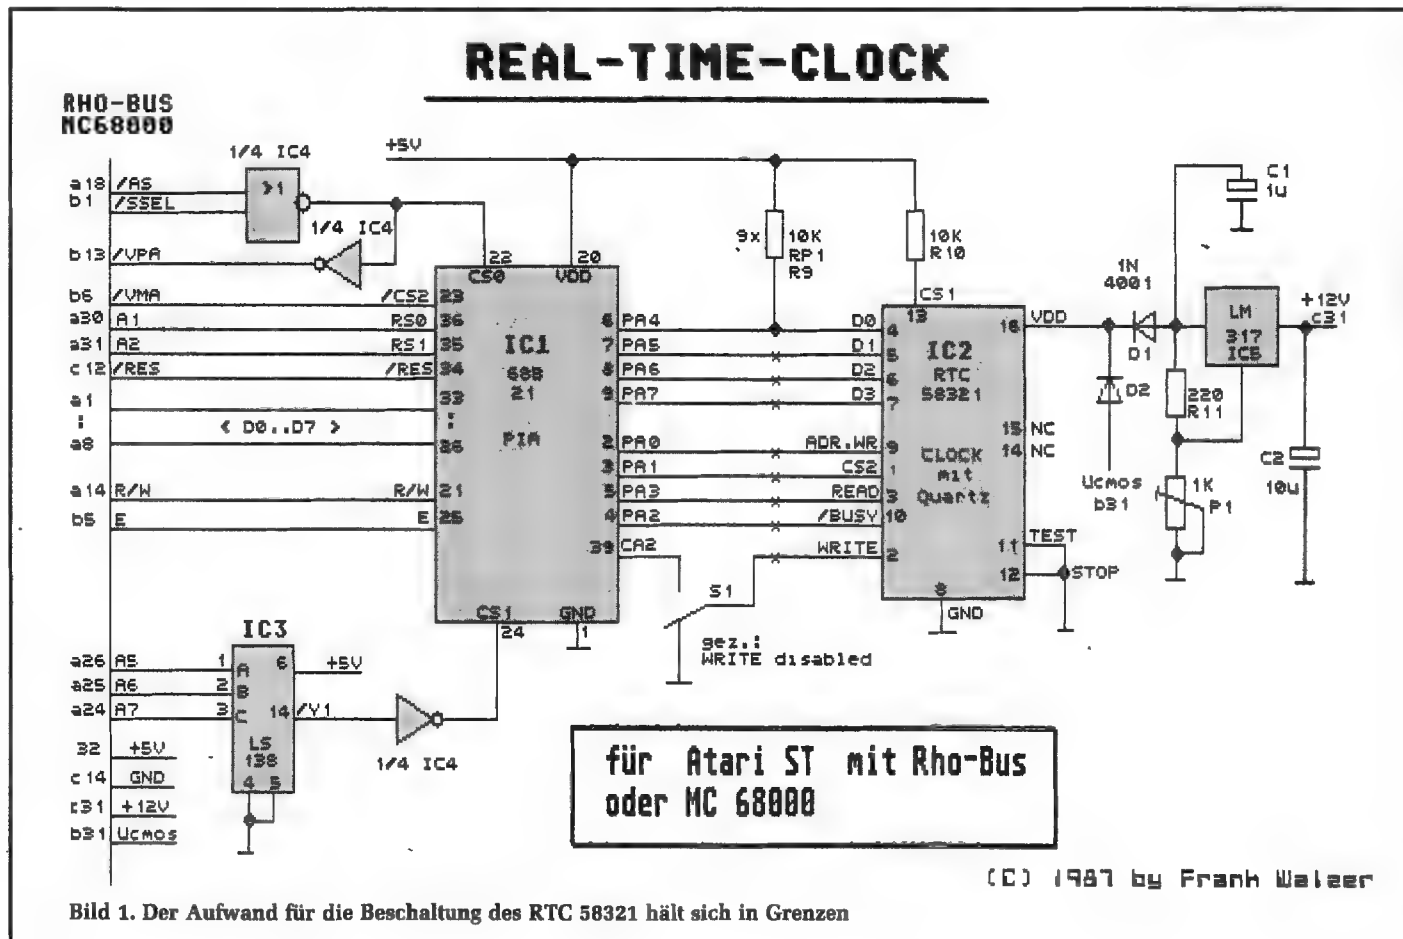 REAL-TIME-CLOCK
RHO-BUS
MC68000
1/4 IC4
+5V
a18 /AS
b1 /SSEL
>1
1/4 IC4
b13 /VPA
22
CS0
20
VDD
9x
10K
RP1
R9
10K
R10
C1
1u
1N
4001
D1
LM
317
IC5
+12V
c31
b6 /VMA
/CS2 23
a30 A1
RS0 36
a31 A2
RS1 35
c12 /RES
/RES 34
a1
33
:
:
< D0..D7 >
a8
26
a14 R/W
R/W 21
b5 E
E 25
IC1
68B
21
PIA
6 PA4
7 PA5
8 PA6
9 PA7
2 PA0
3 PA1
5 PA3
4 PA2
39 CA2
CS1
24
GND
1
D0 4
D1 5
D2 6
D3 7
ADR.WR 9
CS2 1
READ 3
/BUSY 10
WRITE 2
CS1
13
IC2
RTC
58321
CLOCK
mit
Quartz
16 VDD
15 NC
14 NC
11 TEST
12 STOP
8
GND
D2
Ucmos
b31
220
R11
1K
P1
C2
10u
S1
gez.:
WRITE disabled
IC3
a26 A5 1 A
a25 A6 2 B
a24 A7 3 C
6 +5V
14 /Y1
LS
138
4 5
1/4 IC4
32 +5V
c14 GND
c31 +12V
b31 Ucmos
für Atari ST mit Rho-Bus
oder MC 68000
(C) 1987 by Frank Walzer
Bild 1. Der Aufwand für die Beschaltung des RTC 58321 hält sich in Grenzen